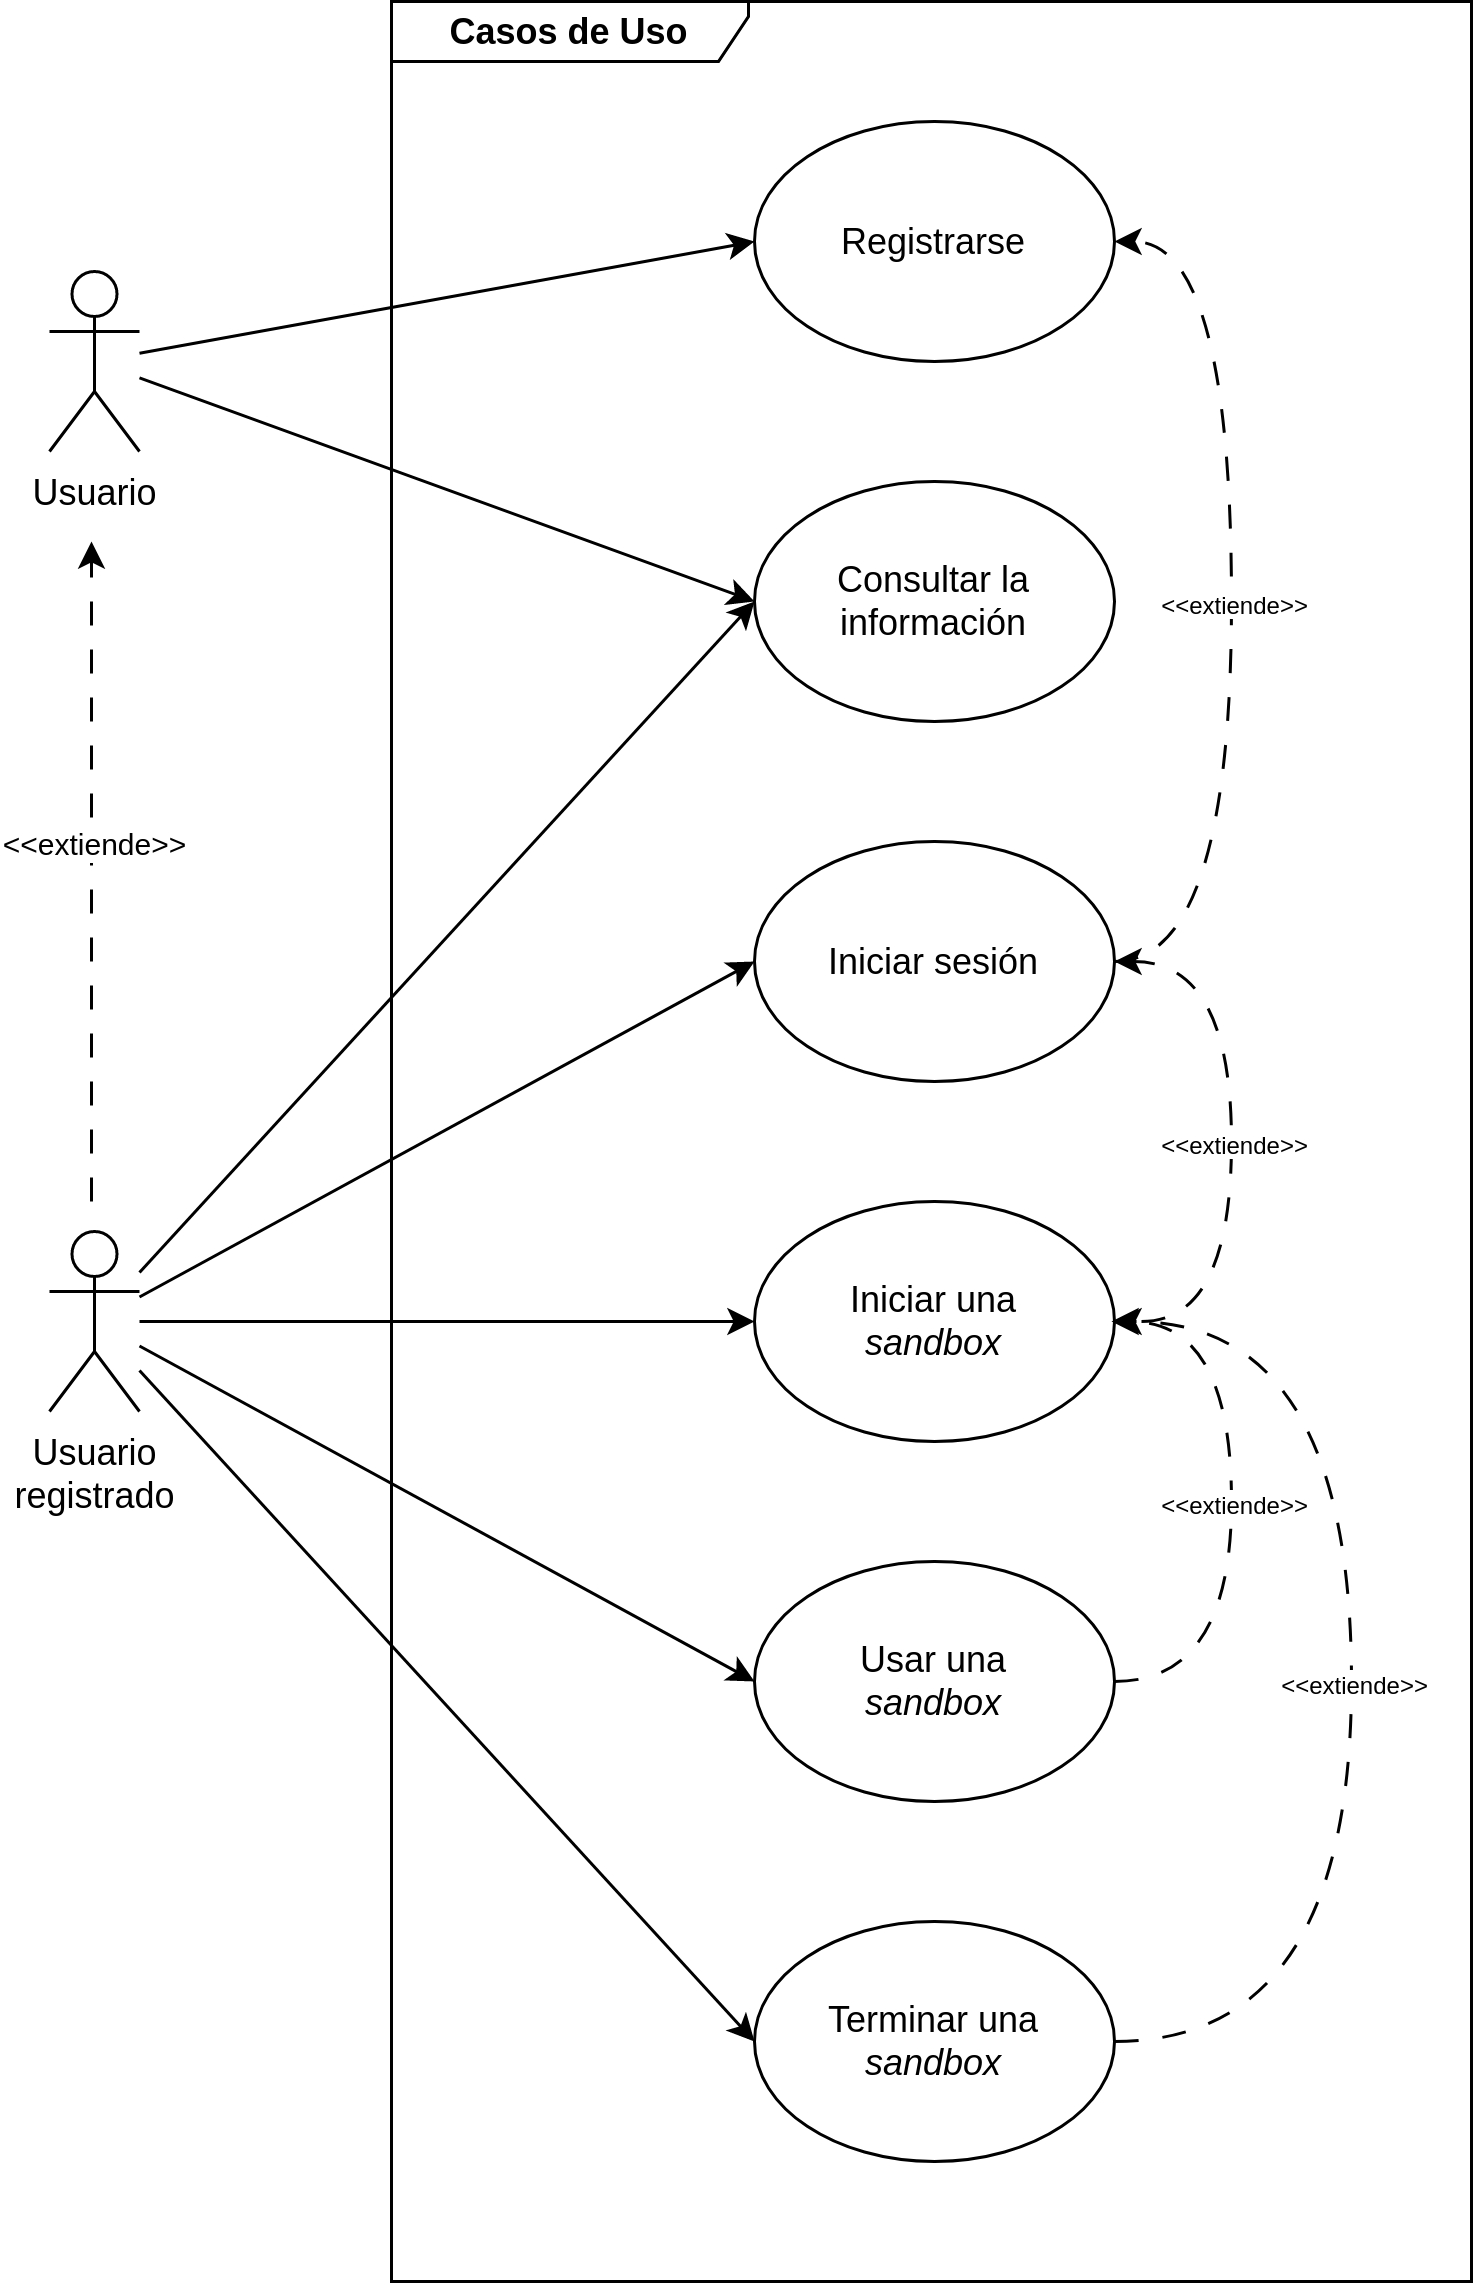 Casos de Uso
Registrarse
Usuario
Consultar la
información
<<extiende>>
<<extiende>>
Iniciar sesión
<<extiende>>
Iniciar una
sandbox
Usuario
registrado
<<extiende>>
Usar una
sandbox
<<extiende>>
Terminar una
sandbox